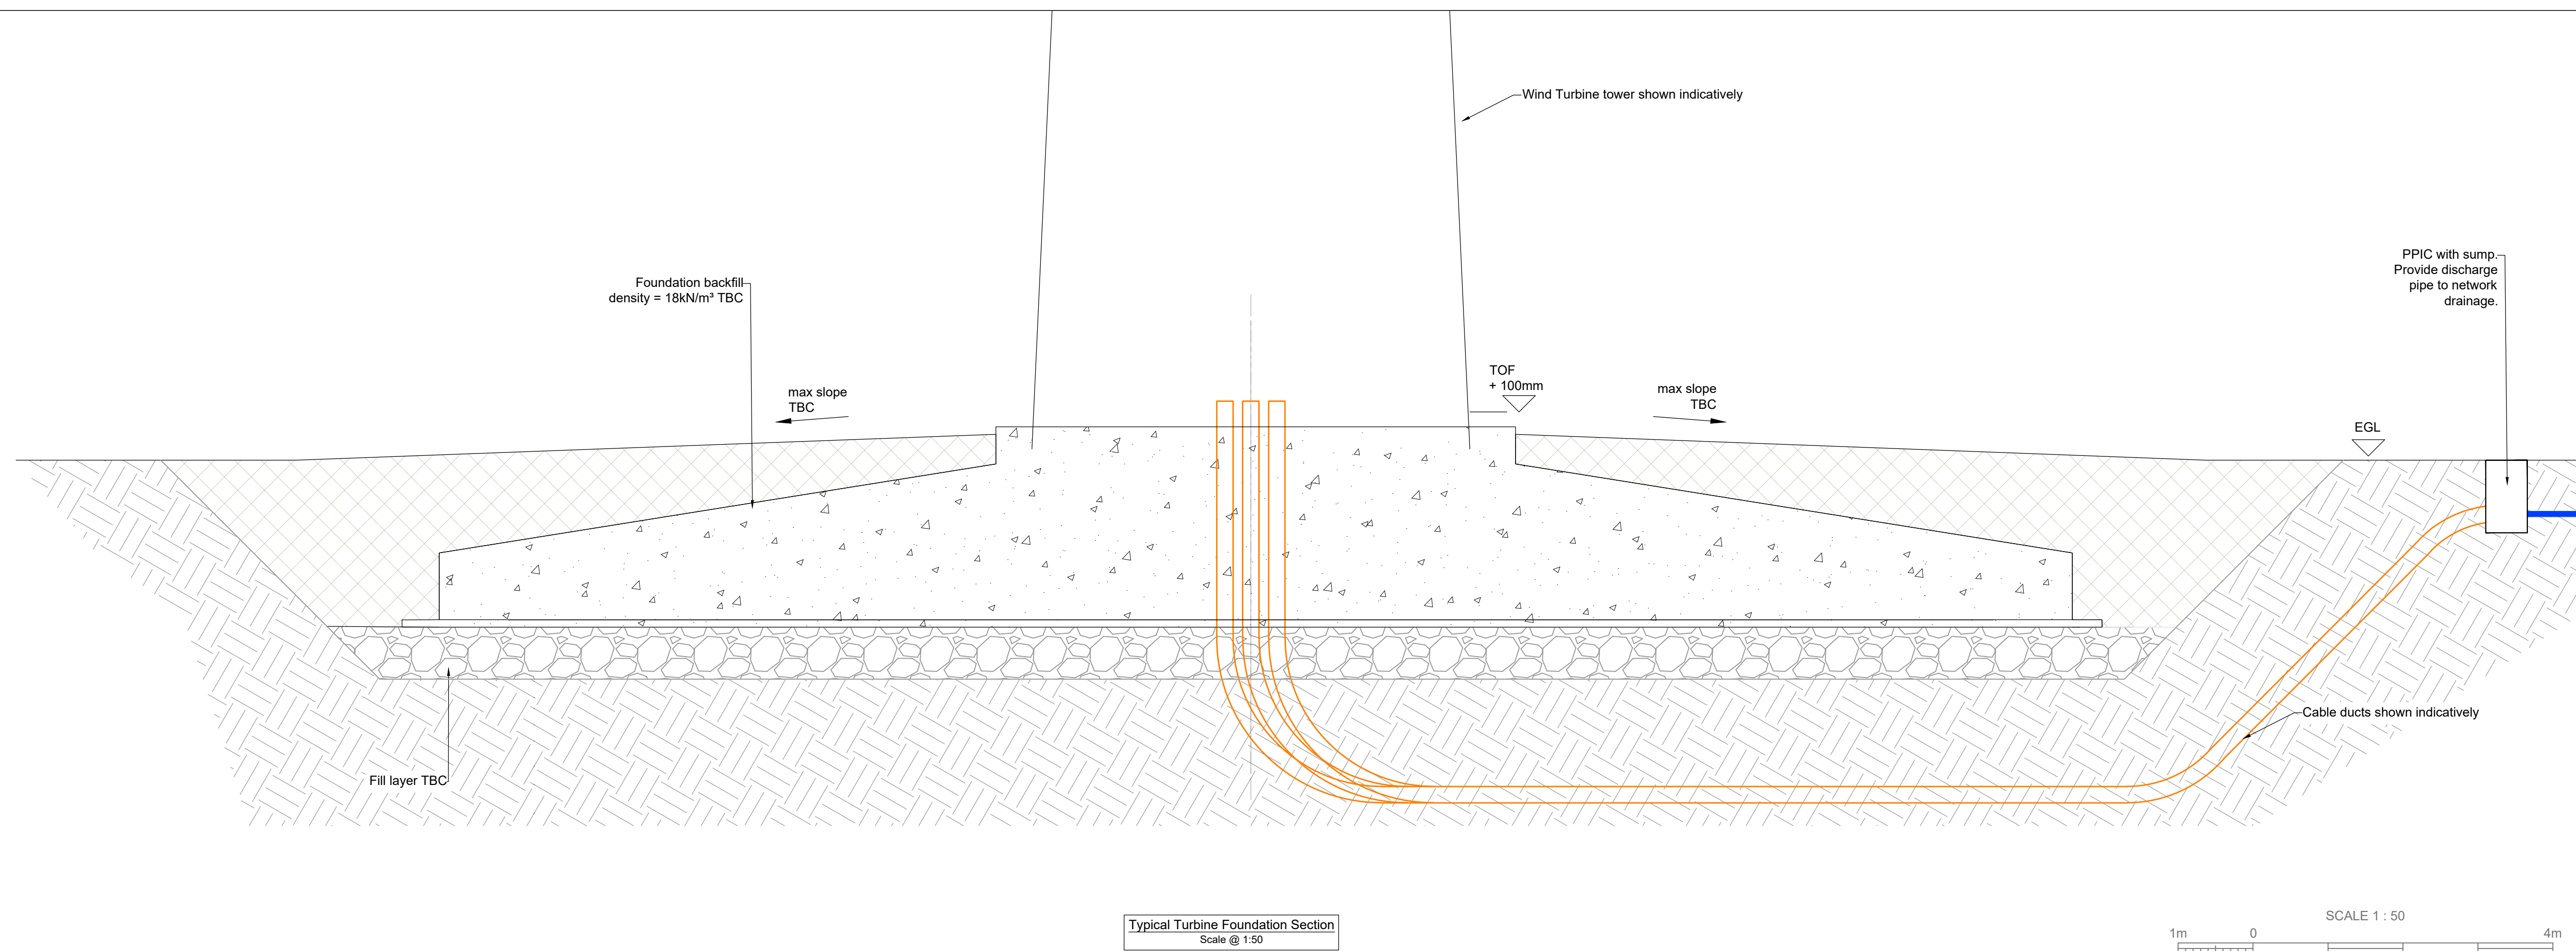 Wind Turbine tower shown indicatively
PPIC with sump.
Provide discharge
pipe to network
drainage.
Foundation backfill
density = 18kN/m³ TBC
TOF
+ 100mm
max slope
TBC
max slope
TBC
EGL
Cable ducts shown indicatively
Fill layer TBC
Typical Turbine Foundation Section
Scale @ 1:50
SCALE 1 : 50
1m 0 4m